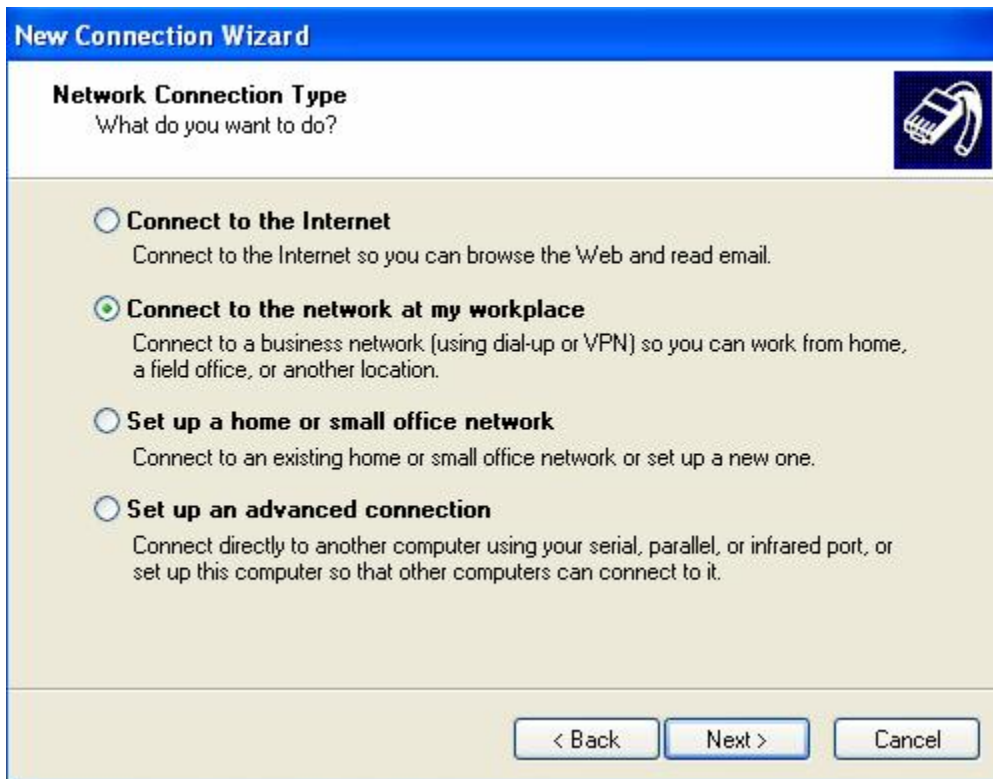 New Connection Wizard
Network Connection Type
What do you want to do?
Connect to the Internet
Connect to the Internet so you can browse the Web and read email.
Connect to the network at my workplace
Connect to a business network (using dial-up or VPN) so you can work from home,
a field office, or another location.
Set up a home or small office network
Connect to an existing home or small office network or set up a new one.
Set up an advanced connection
Connect directly to another computer using your serial, parallel, or infrared port, or
set up this computer so that other computers can connect to it.
< Back Next > Cancel